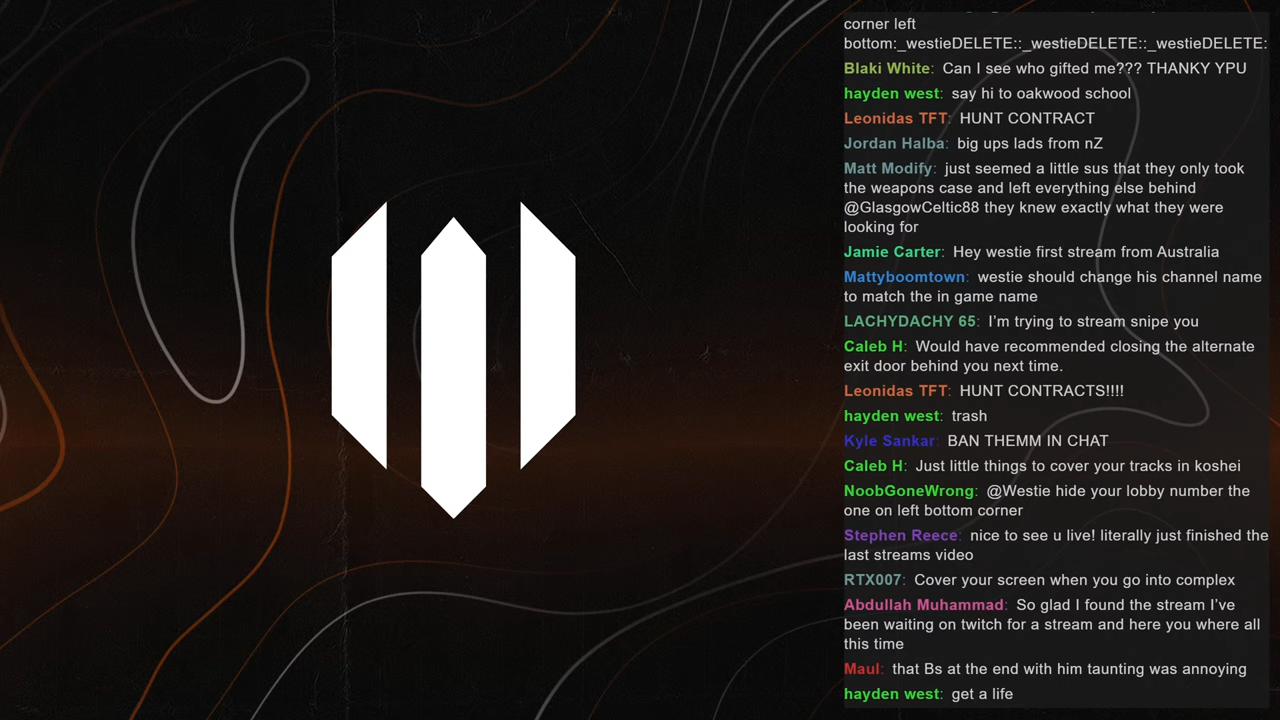 corner left
bottom:_westieDELETE::_westieDELETE::_westieDELETE:
Blaki White: Can I see who gifted me??? THANKY YPU
hayden west: say hi to oakwood school
Leonidas TFT: HUNT CONTRACT
Jordan Halba: big ups lads from nZ
Matt Modify: just seemed a little sus that they only took
the weapons case and left everything else behind
@GlasgowCeltic88 they knew exactly what they were
looking for
Jamie Carter: Hey westie first stream from Australia
Mattyboomtown: westie should change his channel name
to match the in game name
LACHYDACHY 65: I'm trying to stream snipe you
Caleb H: Would have recommended closing the alternate
exit door behind you next time.
Leonidas TFT: HUNT CONTRACTS!!!!
hayden west: trash
Kyle Sankar: BAN THEMM IN CHAT
Caleb H: Just little things to cover your tracks in koshei
NoobGoneWrong: @Westie hide your lobby number the
one on left bottom corner
Stephen Reece: nice to see u live! literally just finished the
last streams video
RTX007: Cover your screen when you go into complex
Abdullah Muhammad: So glad I found the stream I've
been waiting on twitch for a stream and here you where all
this time
Maul: that Bs at the end with him taunting was annoying
hayden west: get a life